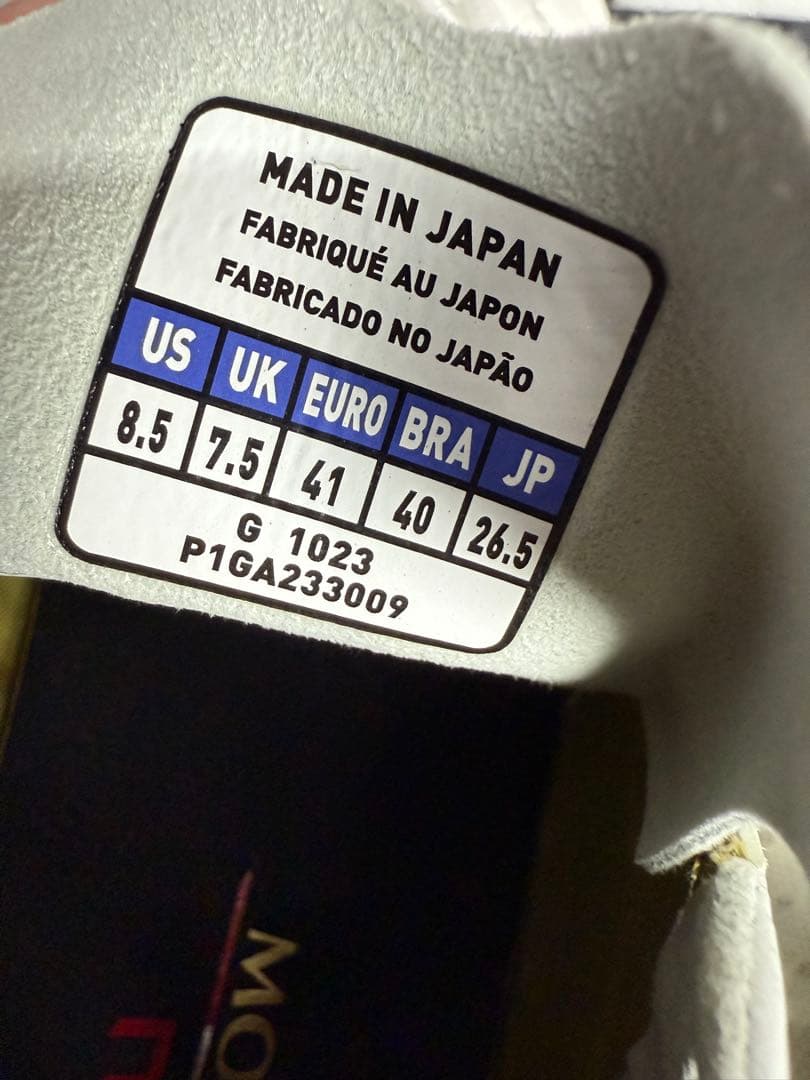 MADE IN JAPAN
FABRIQUÉ AU JAPON
FABRICADO NO JAPÃO
US UK EURO BRA JP
8.5 7.5 41 40 26.5
G 1023
P1GA233009